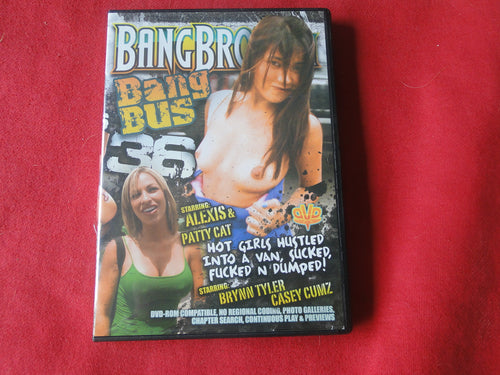 BANGBRO
Bang
BUS
36
STARRING:
ALEXIS &
PATTY CAT
DVD
HOT GIRLS HUSTLED
INTO A VAN, SUCKED,
FUCKED 'N' DUMPED!
STARRING:
BRYNN TYLER
CASEY CUMZ
DVD-ROM COMPATIBLE, NO REGIONAL CODING, PHOTO GALLERIES,
CHAPTER SEARCH, CONTINUOUS PLAY & PREVIEWS